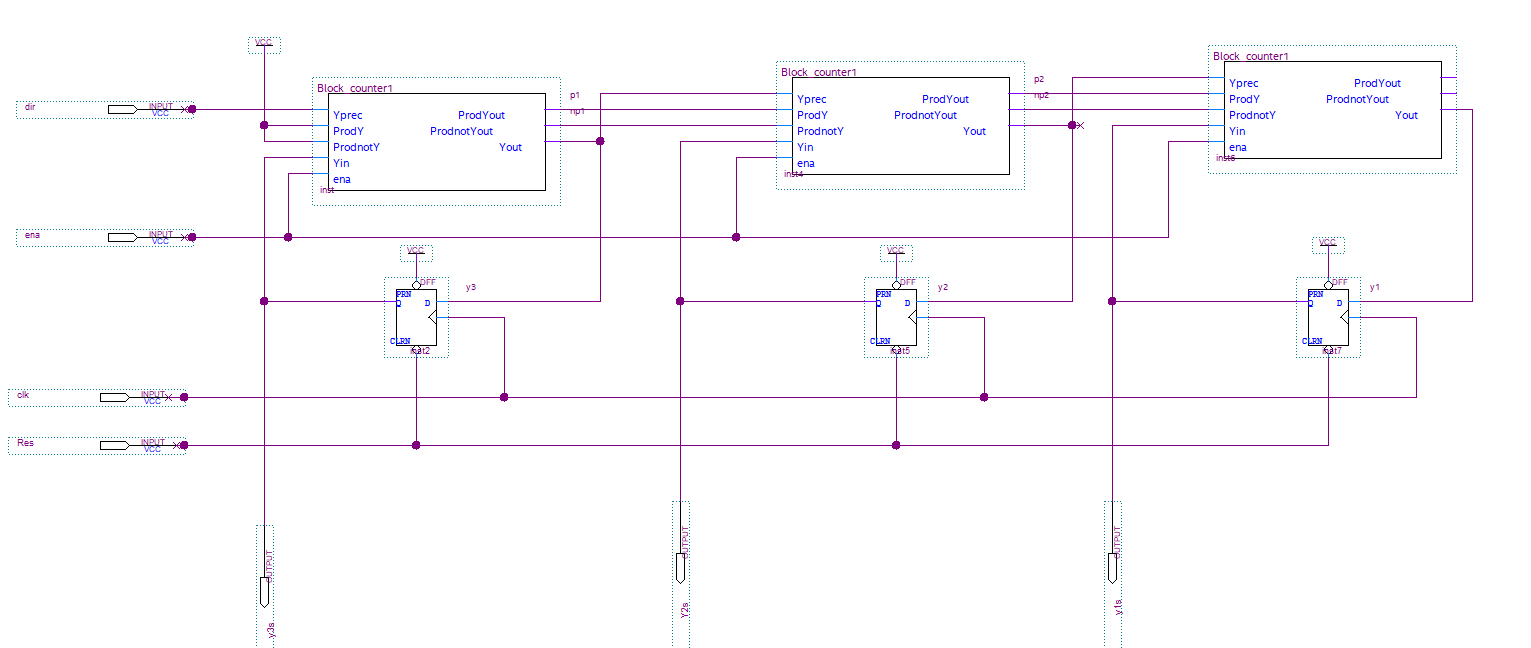 VCC
Block_counter1
Yprec
ProdY
ProdnotY
Yin
ena
ProdYout
ProdnotYout
Yout
inst
p1
np1
Block_counter1
Yprec
ProdY
ProdnotY
Yin
ena
ProdYout
ProdnotYout
Yout
inst4
p2
np2
Block_counter1
Yprec
ProdY
ProdnotY
Yin
ena
ProdYout
ProdnotYout
Yout
inst6
dir
INPUT
VCC
ena
INPUT
VCC
VCC
DFF
PRN
Q
D
CLRN
inst2
y3
VCC
DFF
PRN
Q
D
CLRN
inst5
y2
VCC
DFF
PRN
Q
D
CLRN
inst7
y1
clk
INPUT
VCC
Res
INPUT
VCC
OUTPUT
y3s
OUTPUT
Y2s
OUTPUT
y1s